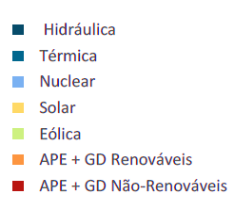 Hidráulica
Térmica
Nuclear
Solar
Eólica
APE + GD Renováveis
APE + GD Não-Renováveis